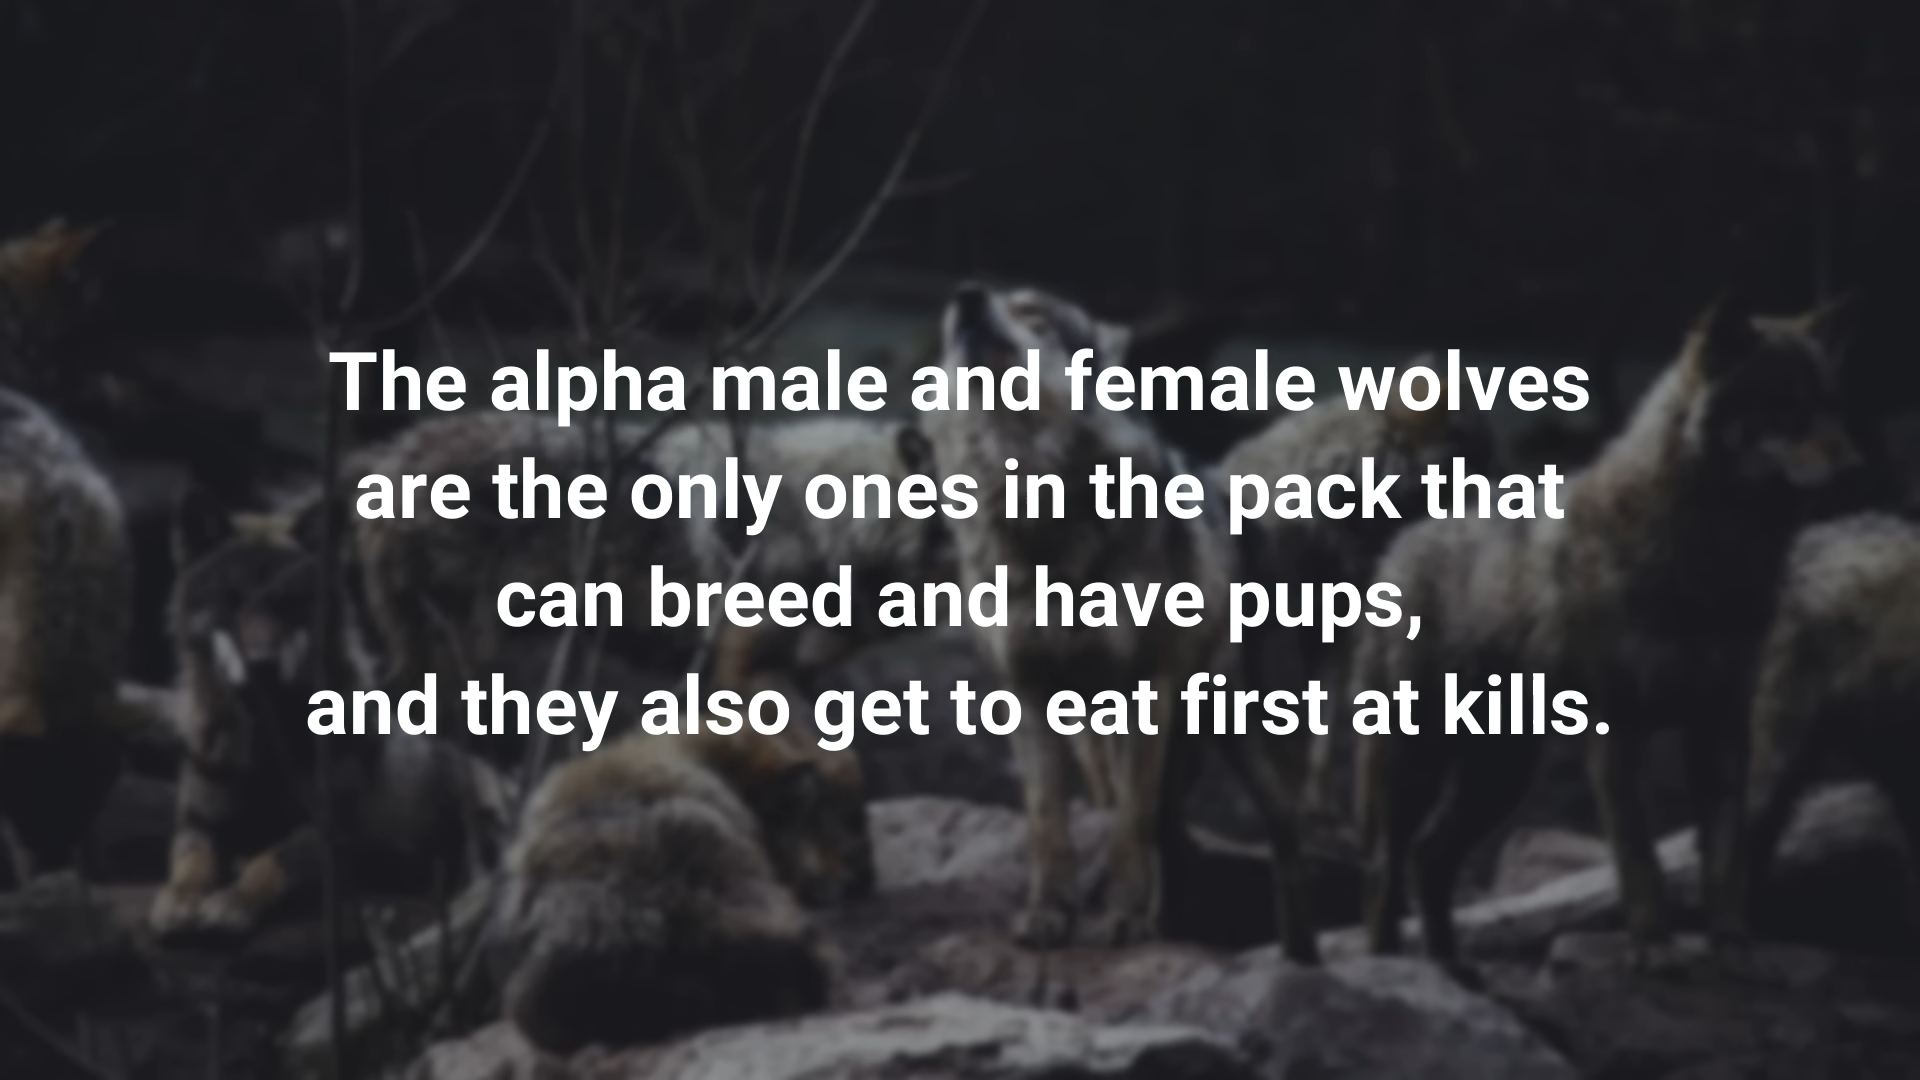 The alpha male and female wolves
are the only ones in the pack that
can breed and have pups,
and they also get to eat first at kills.